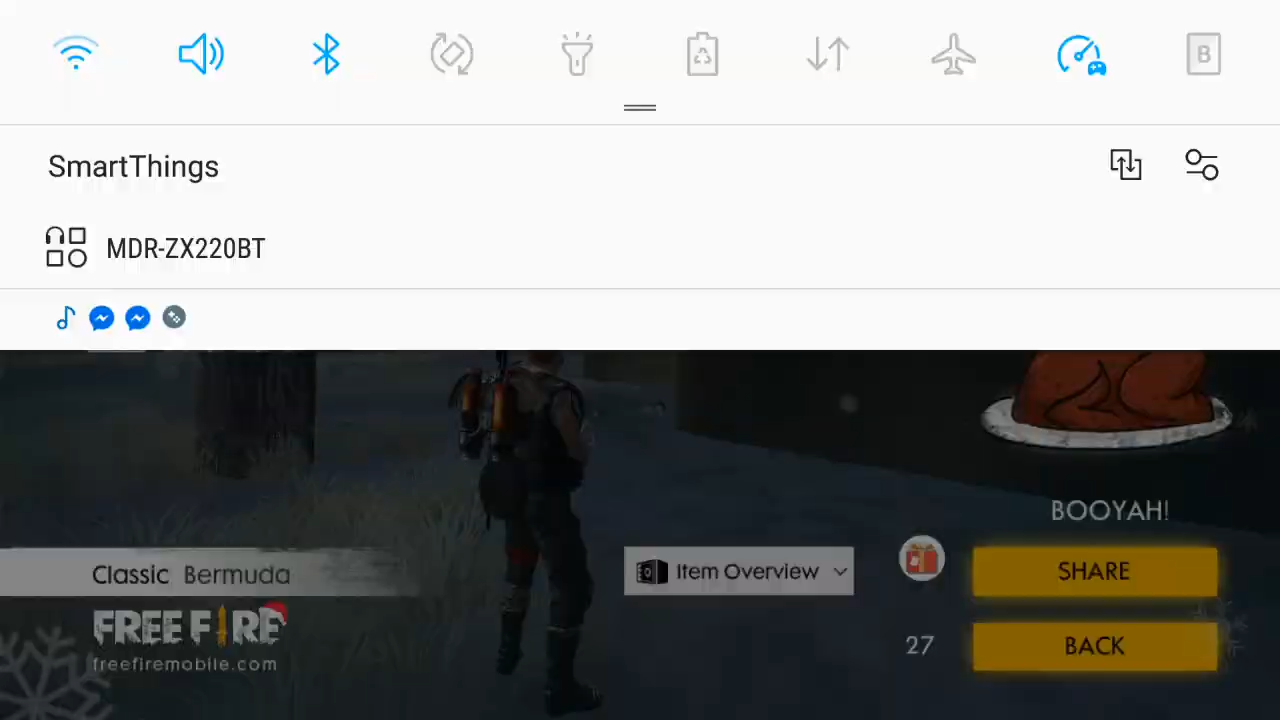 B
SmartThings
MDR-ZX220BT
BOOYAH!
Classic Bermuda
Item Overview
SHARE
FREE FIRE
freefiremobile.com
27
BACK